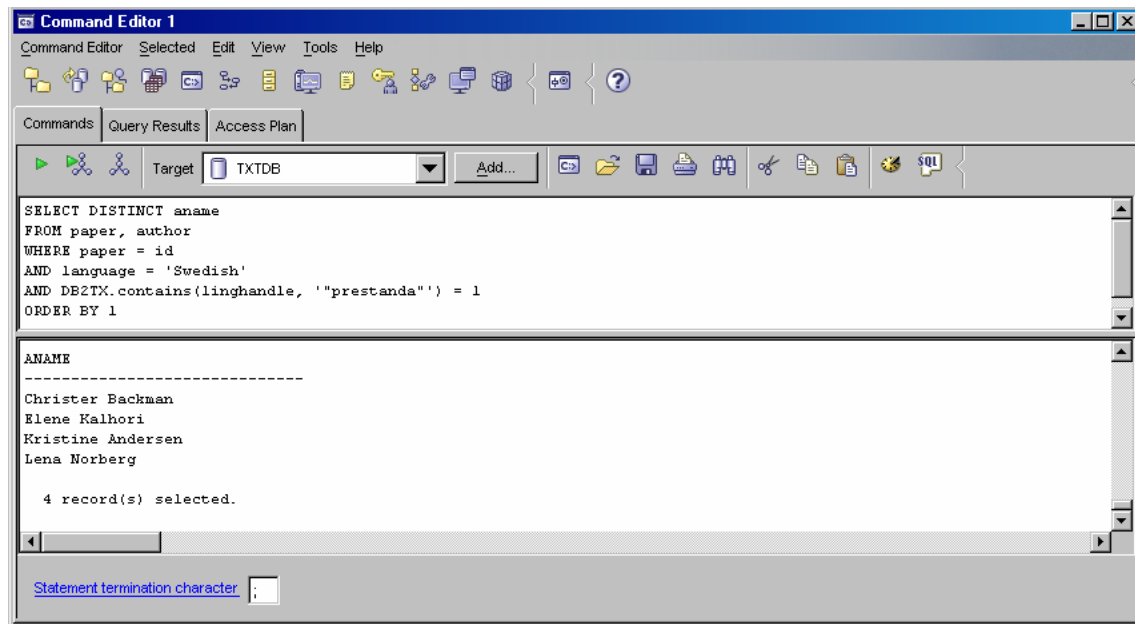 Command Editor 1
Command Editor Selected Edit View Tools Help
Commands Query Results Access Plan
Target TXTDB Add... SQL
SELECT DISTINCT aname
FROM paper, author
WHERE paper = id
AND language = 'Swedish'
AND DB2TX.contains(linghandle, '"prestanda"') = 1
ORDER BY 1
ANAME
------------------------------
Christer Backman
Elene Kalhori
Kristine Andersen
Lena Norberg
4 record(s) selected.
Statement termination character ;